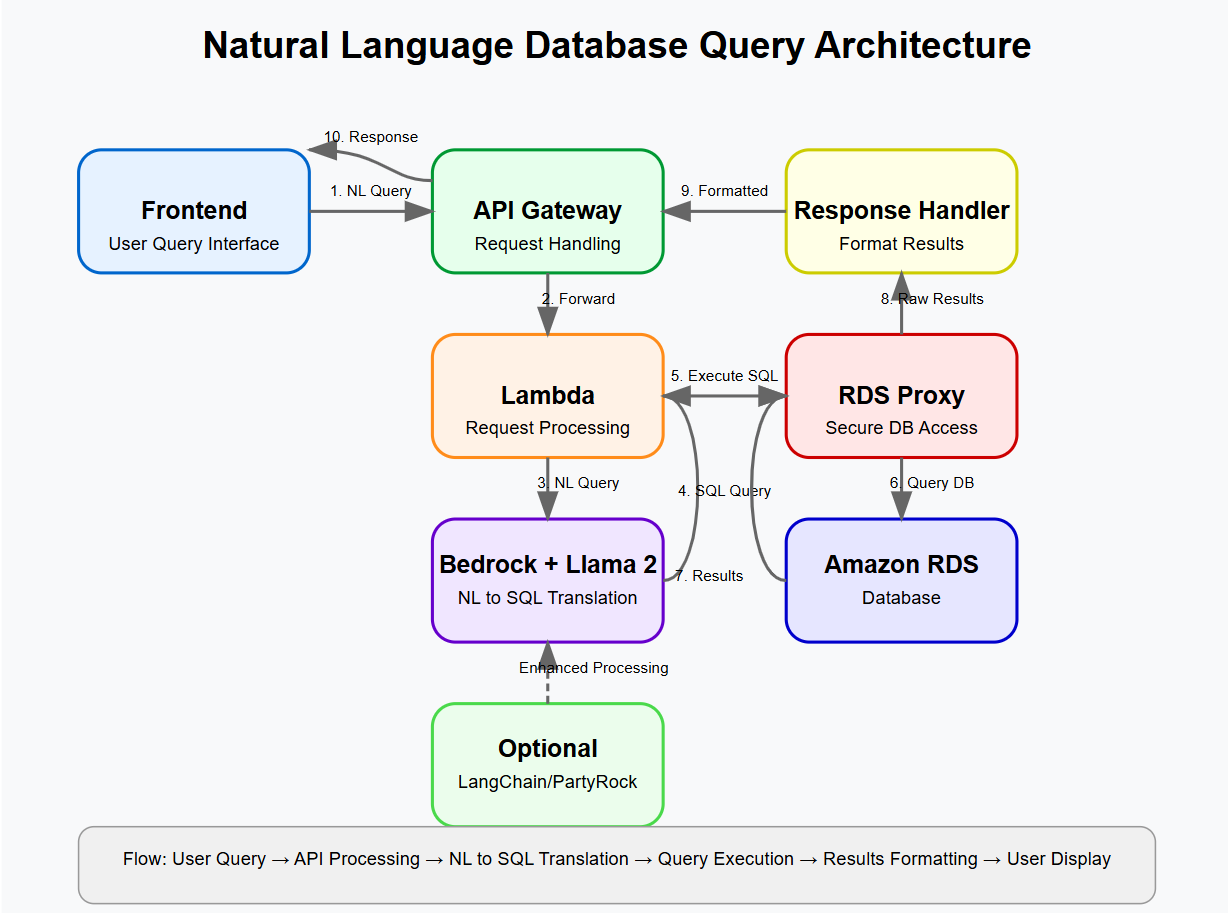 Natural Language Database Query Architecture
10. Response
1. NL Query
9. Formatted
Frontend
User Query Interface
API Gateway
Request Handling
Response Handler
Format Results
2. Forward
8. Raw Results
5. Execute SQL
Lambda
Request Processing
RDS Proxy
Secure DB Access
3. NL Query
4. SQL Query
6. Query DB
Bedrock + Llama 2
NL to SQL Translation
7. Results
Amazon RDS
Database
Enhanced Processing
Optional
LangChain/PartyRock
Flow: User Query → API Processing → NL to SQL Translation → Query Execution → Results Formatting → User Display